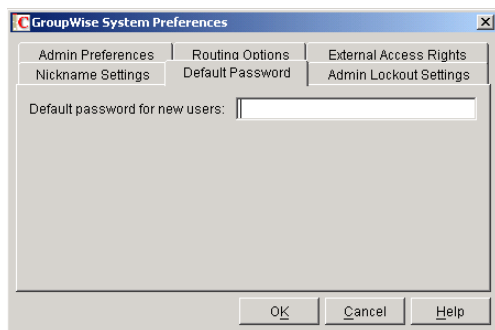 GroupWise System Preferences
Admin Preferences Routing Options External Access Rights
Nickname Settings Default Password Admin Lockout Settings
Default password for new users:
OK Cancel Help